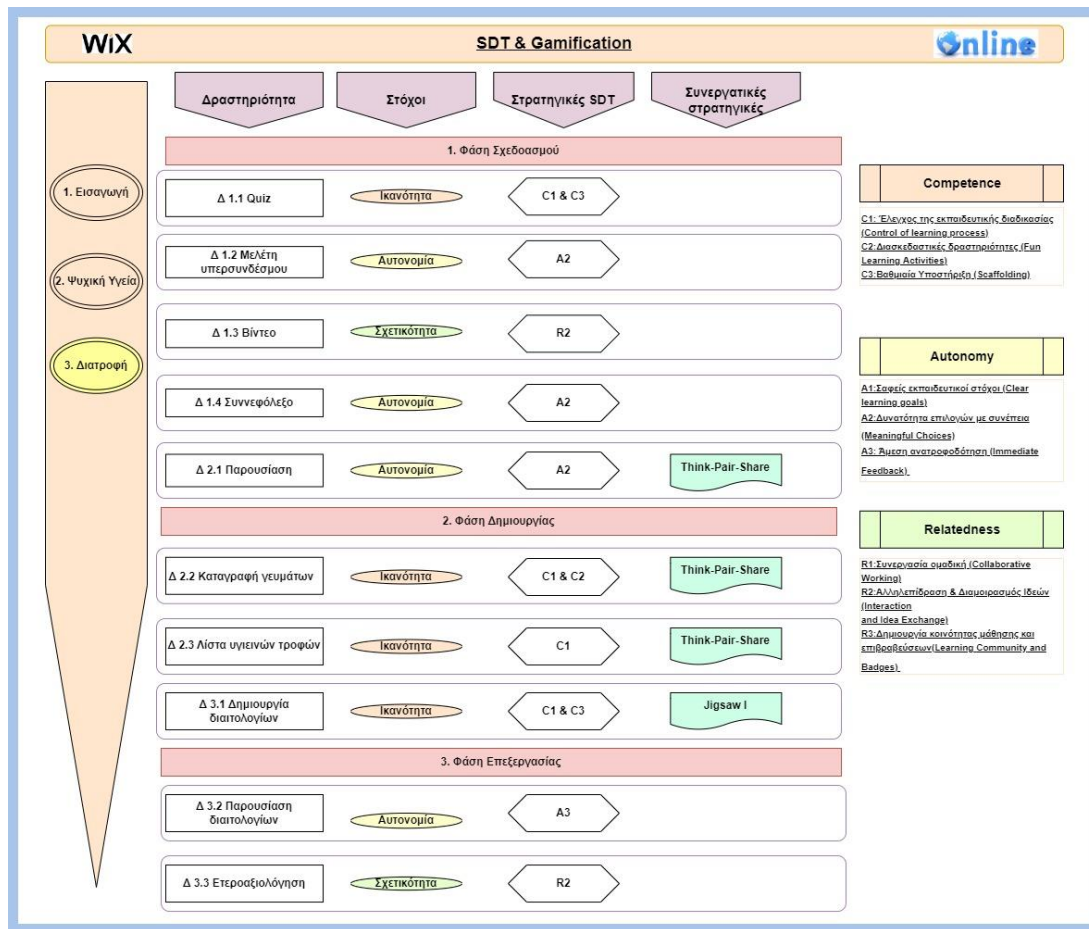 WiX
SDT & Gamification
Online
Δραστηριότητα
Στόχοι
Στρατηγικές SDT
Συνεργατικές
στρατηγικές
1. Εισαγωγή
2. Ψυχική Υγεία
3. Διατροφή
1. Φάση Σχεδοασμού
Δ 1.1 Quiz
Ικανότητα
C1 & C3
Δ 1.2 Μελέτη
υπερσυνδέσμου
Αυτονομία
A2
Δ 1.3 Βίντεο
Σχετικότητα
R2
Δ 1.4 Συννεφόλεξο
Αυτονομία
A2
Δ 2.1 Παρουσίαση
Αυτονομία
A2
Think-Pair-Share
2. Φάση Δημιουργίας
Δ 2.2 Καταγραφή γευμάτων
Ικανότητα
C1 & C2
Think-Pair-Share
Δ 2.3 Λίστα υγιεινών τροφών
Ικανότητα
C1
Think-Pair-Share
Δ 3.1 Δημιουργία
διαιτολογίων
Ικανότητα
C1 & C3
Jigsaw I
3. Φάση Επεξεργασίας
Δ 3.2 Παρουσίαση
διαιτολογίων
Αυτονομία
A3
Δ 3.3 Ετεροαξιολόγηση
Σχετικότητα
R2
Competence
C1: Έλεγχος της εκπαιδευτικής διαδικασίας
(Control of learning process)
C2:Διασκεδαστικές δραστηριότητες (Fun
Learning Activities)
C3:Βαθμιαία Υποστήριξη (Scaffolding)
Autonomy
A1:Σαφείς εκπαιδευτικοί στόχοι (Clear
learning goals)
A2:Δυνατότητα επιλογών με συνέπεια
(Meaningful Choices)
A3: Άμεση ανατροφοδότηση (Immediate
Feedback)
Relatedness
R1:Συνεργασία ομαδική (Collaborative
Working)
R2:Αλληλεπίδραση & Διαμοιρασμός Ιδεών
(Interaction
and Idea Exchange)
R3:Δημιουργία κοινότητας μάθησης και
επιβραβεύσεων(Learning Community and
Badges)